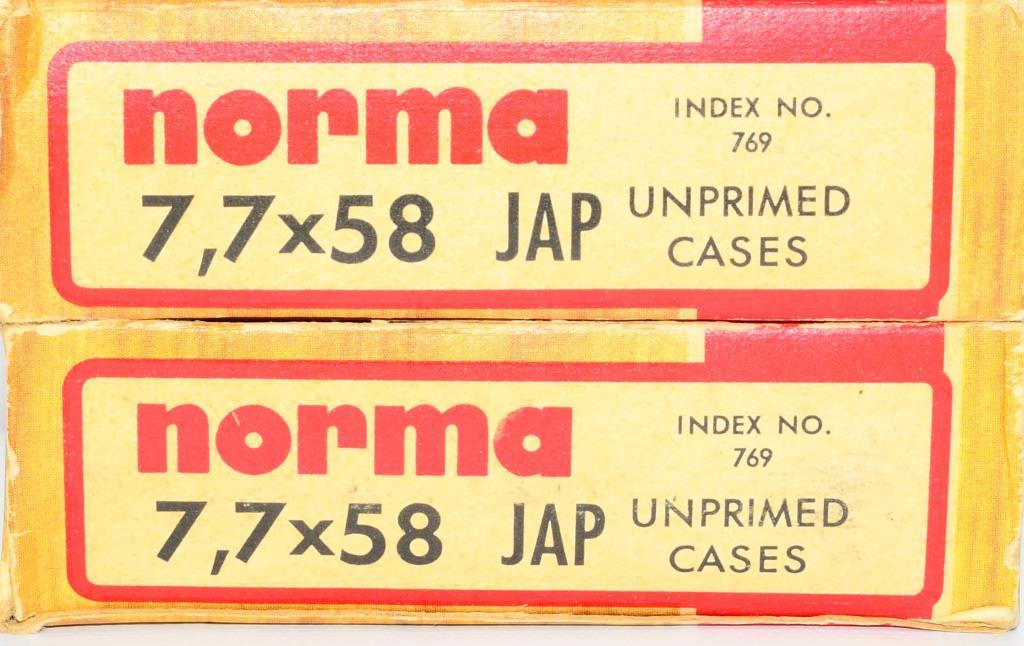 norma
INDEX NO.
769
7,7x58 JAP
UNPRIMED
CASES
norma
INDEX NO.
769
7,7x58 JAP
UNPRIMED
CASES